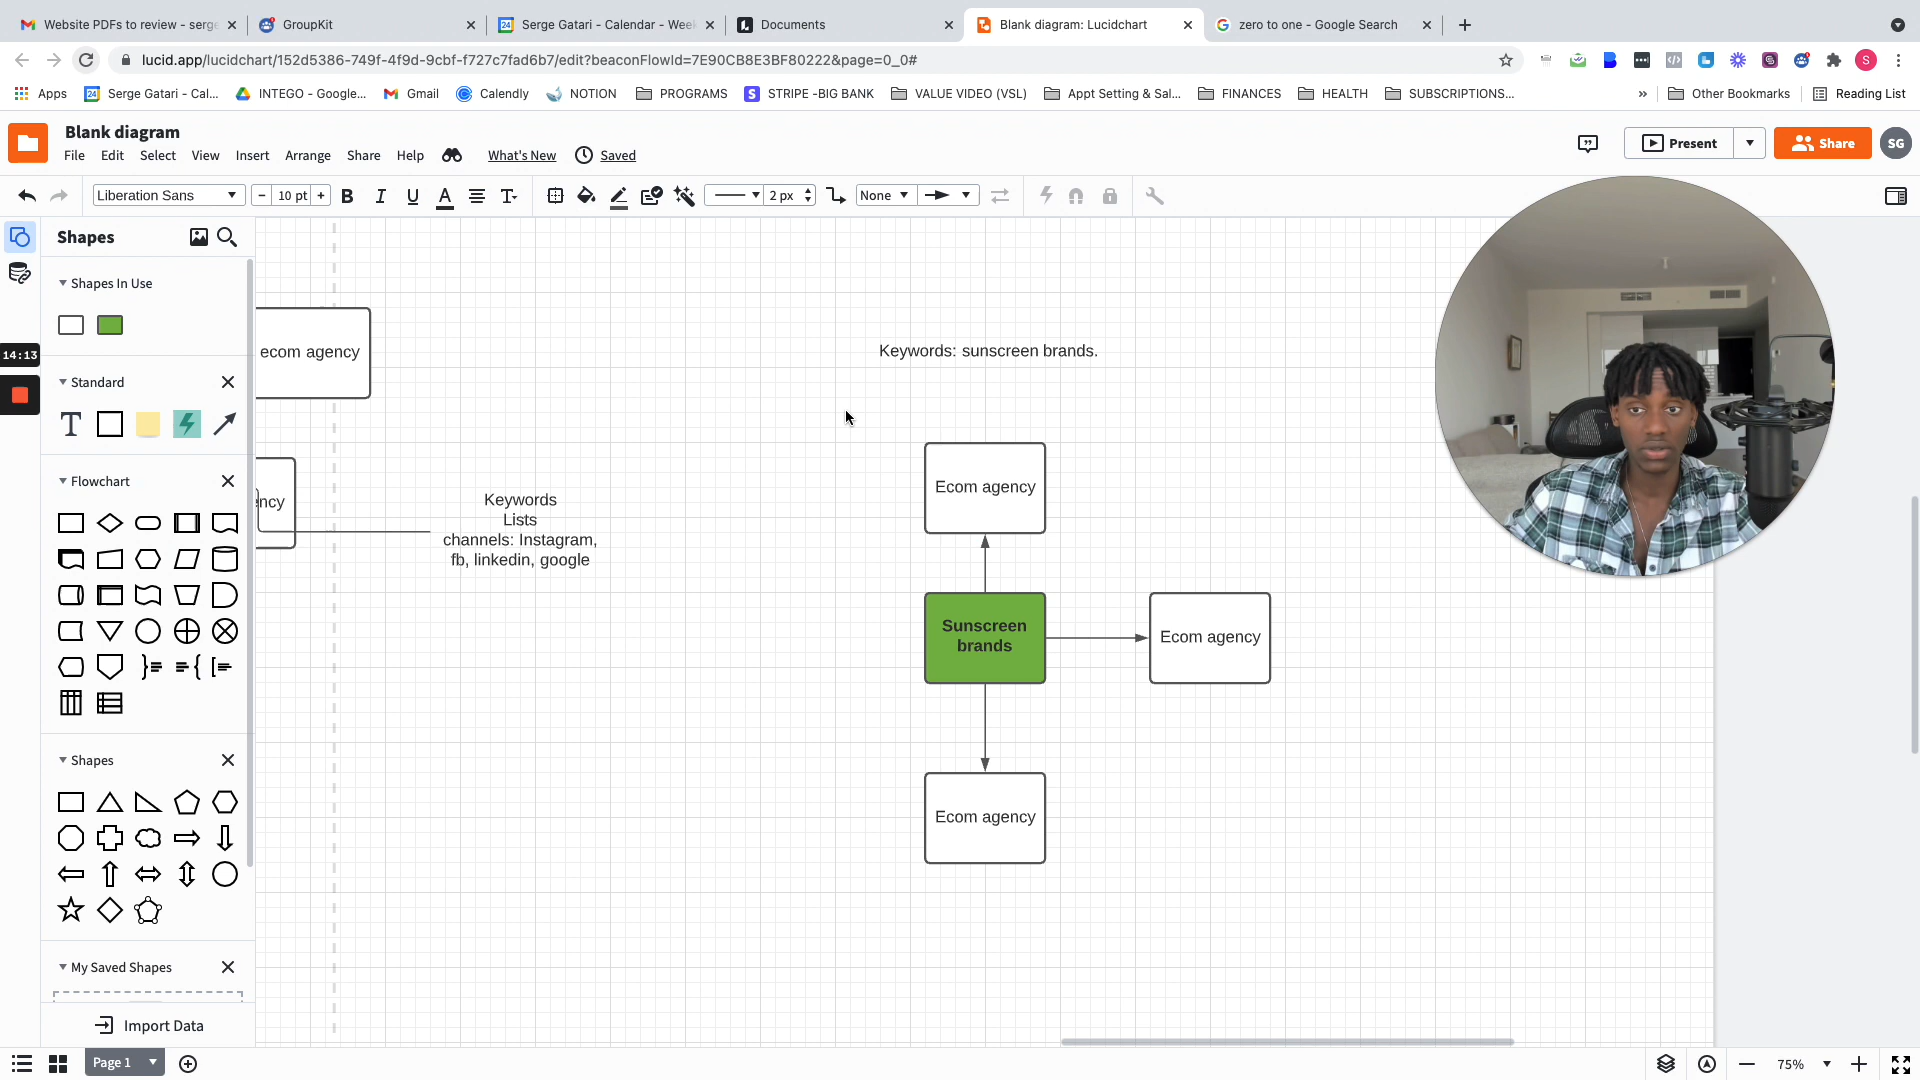 Website PDFs to review - serge
GroupKit
Serge Gatari - Calendar - Week
Documents
Blank diagram: Lucidchart
zero to one - Google Search
lucid.app/lucidchart/152d5386-749f-4f9d-9cbf-f727c7fad6b7/edit?beaconFlowId=7E90CB8E3BF80222&page=0_0#
S
Apps
Serge Gatari - Cal...
INTEGO - Google...
Gmail
Calendly
NOTION
PROGRAMS
STRIPE -BIG BANK
VALUE VIDEO (VSL)
Appt Setting & Sal...
FINANCES
HEALTH
SUBSCRIPTIONS...
Other Bookmarks
Reading List
Blank diagram
File Edit Select View Insert Arrange Share Help What's New Saved
Present
Share
SG
Liberation Sans
10 pt
2 px
None
Shapes
Shapes In Use
14:13
Standard
Flowchart
Shapes
My Saved Shapes
Import Data
ecom agency
ency
Keywords
Lists
channels: Instagram,
fb, linkedin, google
Keywords: sunscreen brands.
Ecom agency
Sunscreen
brands
Ecom agency
Ecom agency
Page 1
75%